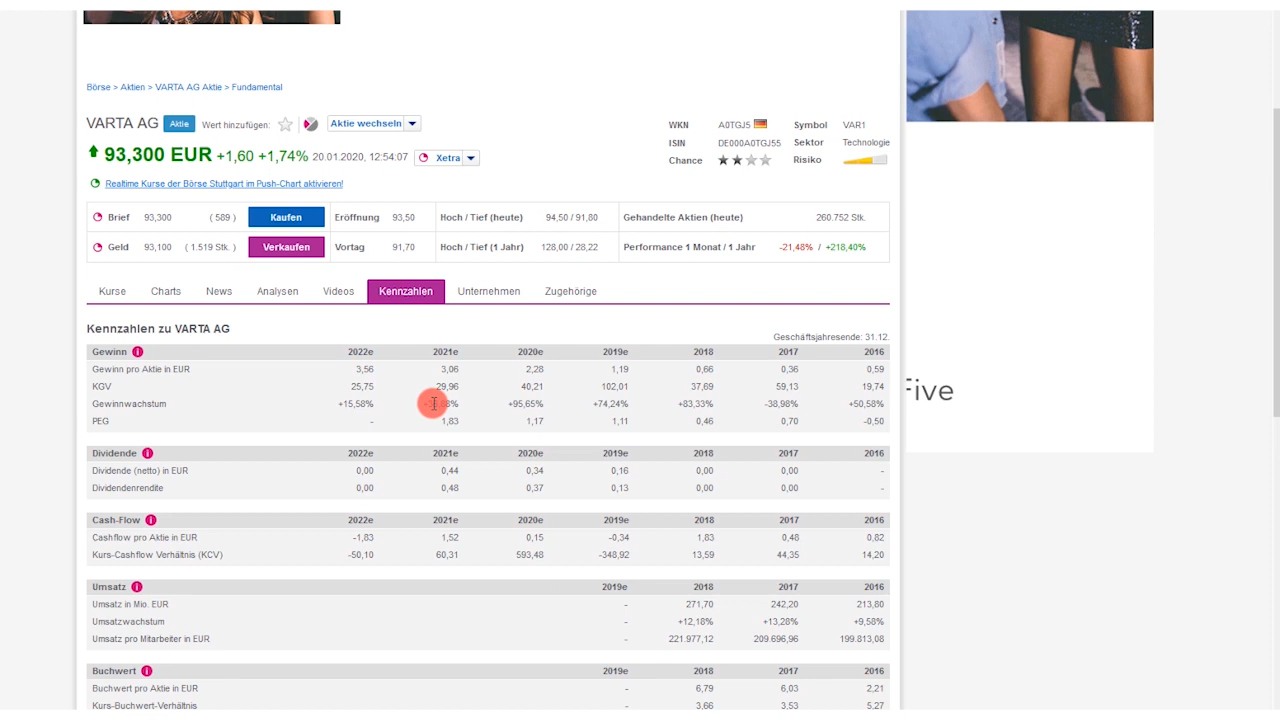 Börse > Aktien > VARTA AG Aktie > Fundamental
VARTA AG Aktie Wert hinzufügen: Aktie wechseln
93,300 EUR +1,60 +1,74% 20.01.2020, 12:54:07 Xetra
WKN A0TGJ5 Symbol VAR1
ISIN DE000A0TGJ55 Sektor Technologie
Chance Risiko
Realtime Kurse der Börse Stuttgart im Push-Chart aktivieren!
Brief 93,300 ( 589 ) Kaufen Eröffnung 93,50 Hoch / Tief (heute) 94,50 / 91,80 Gehandelte Aktien (heute) 260.752 Stk.
Geld 93,100 ( 1.519 Stk. ) Verkaufen Vortag 91,70 Hoch / Tief (1 Jahr) 128,00 / 28,22 Performance 1 Monat / 1 Jahr -21,48% / +218,40%
Kurse Charts News Analysen Videos Kennzahlen Unternehmen Zugehörige
Kennzahlen zu VARTA AG
Geschäftsjahresende: 31.12.
Gewinn 2022e 2021e 2020e 2019e 2018 2017 2016
Gewinn pro Aktie in EUR 3,56 3,06 2,28 1,19 0,66 0,36 0,59
KGV 25,75 29,96 40,21 102,01 37,69 59,13 19,74
Gewinnwachstum +15,58% +95,65% +74,24% +83,33% -38,98% +50,58%
PEG - 1,83 1,17 1,11 0,46 0,70 -0,50
Dividende 2022e 2021e 2020e 2019e 2018 2017 2016
Dividende (netto) in EUR 0,00 0,44 0,34 0,16 0,00 0,00 -
Dividendenrendite 0,00 0,48 0,37 0,13 0,00 0,00 -
Cash-Flow 2022e 2021e 2020e 2019e 2018 2017 2016
Cashflow pro Aktie in EUR -1,83 1,52 0,15 -0,34 1,83 0,48 0,82
Kurs-Cashflow Verhältnis (KCV) -50,10 60,31 593,48 -348,92 13,59 44,35 14,20
Umsatz 2019e 2018 2017 2016
Umsatz in Mio. EUR - 271,70 242,20 213,80
Umsatzwachstum - +12,18% +13,28% +9,58%
Umsatz pro Mitarbeiter in EUR - 221.977,12 209.696,96 199.813,08
Buchwert 2019e 2018 2017 2016
Buchwert pro Aktie in EUR - 6,79 6,03 2,21
Kurs-Buchwert-Verhältnis - 3,66 3,53 5,27
Five